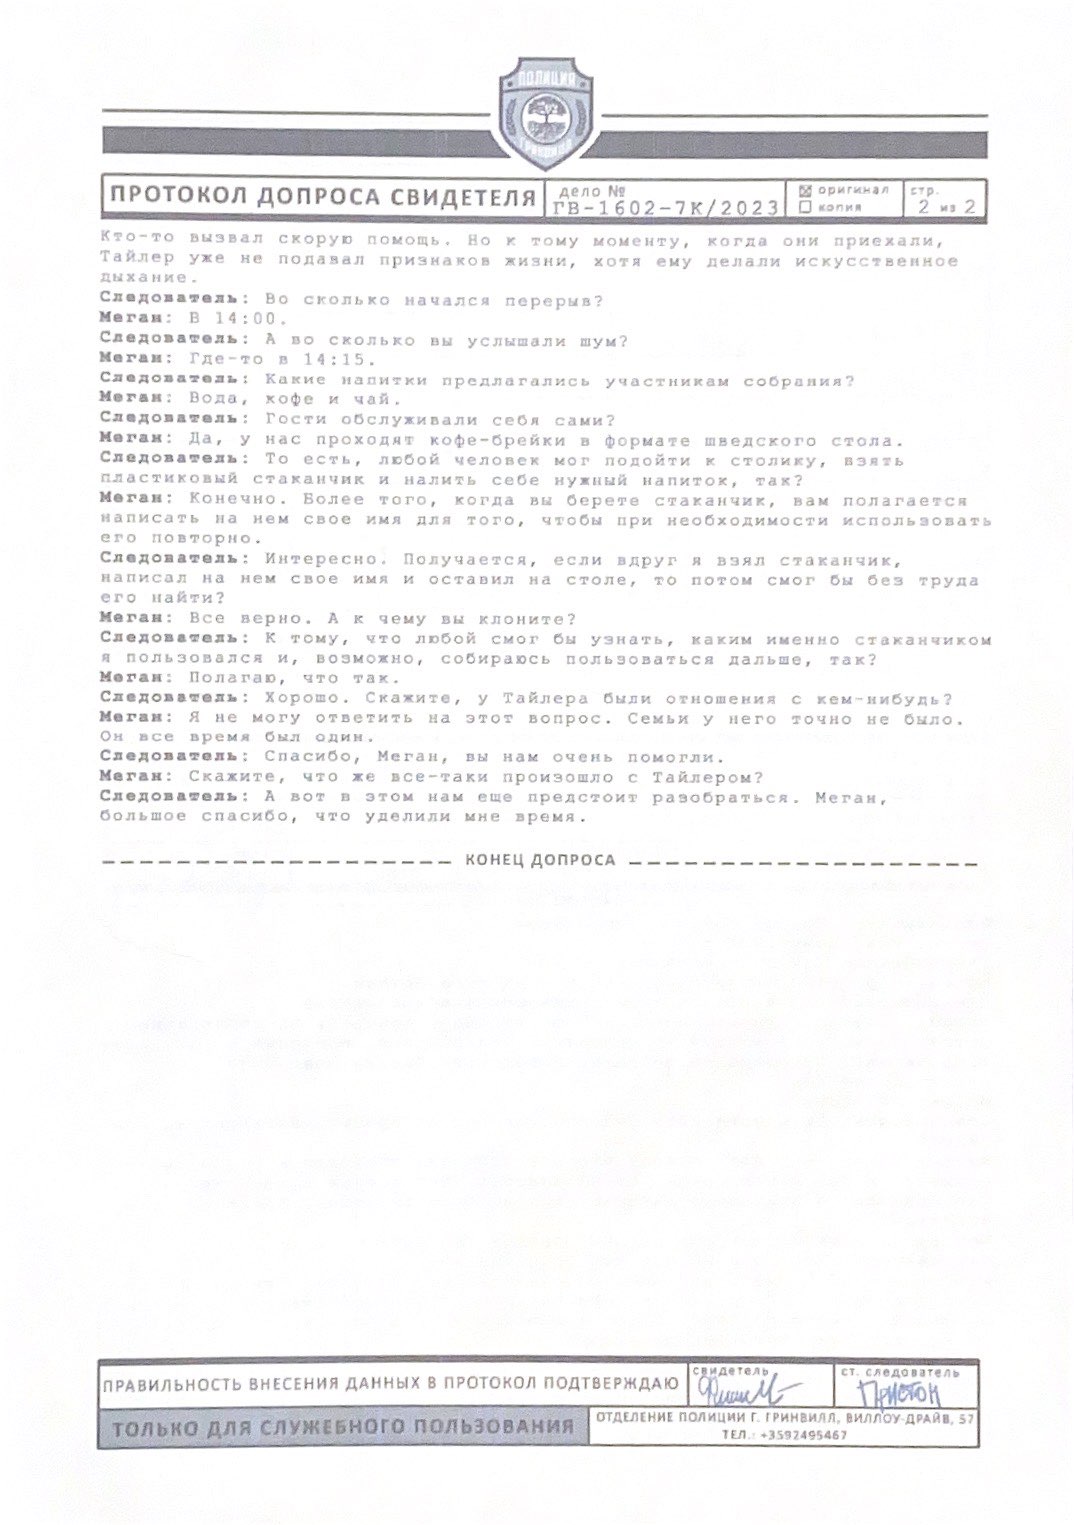 ПОЛИЦИЯ
ГРИНВИЛЛ
ПРОТОКОЛ ДОПРОСА СВИДЕТЕЛЯ
дело №
ГВ-1602-7К/2023
оригинал
копия
стр.
2 из 2
Кто-то вызвал скорую помощь. Но к тому моменту, когда они приехали,
Тайлер уже не подавал признаков жизни, хотя ему делали искусственное
дыхание.
Следователь: Во сколько начался перерыв?
Меган: В 14:00.
Следователь: А во сколько вы услышали шум?
Меган: Где-то в 14:15.
Следователь: Какие напитки предлагались участникам собрания?
Меган: Вода, кофе и чай.
Следователь: Гости обслуживали себя сами?
Меган: Да, у нас проходят кофе-брейки в формате шведского стола.
Следователь: То есть, любой человек мог подойти к столику, взять
пластиковый стаканчик и налить себе нужный напиток, так?
Меган: Конечно. Более того, когда вы берете стаканчик, вам полагается
написать на нем свое имя для того, чтобы при необходимости использовать
его повторно.
Следователь: Интересно. Получается, если вдруг я взял стаканчик,
написал на нем свое имя и оставил на столе, то потом смог бы без труда
его найти?
Меган: Все верно. А к чему вы клоните?
Следователь: К тому, что любой смог бы узнать, каким именно стаканчиком
я пользовался и, возможно, собираюсь пользоваться дальше, так?
Меган: Полагаю, что так.
Следователь: Хорошо. Скажите, у Тайлера были отношения с кем-нибудь?
Меган: Я не могу ответить на этот вопрос. Семьи у него точно не было.
Он все время был один.
Следователь: Спасибо, Меган, вы нам очень помогли.
Меган: Скажите, что же все-таки произошло с Тайлером?
Следователь: А вот в этом нам еще предстоит разобраться. Меган,
большое спасибо, что уделили мне время.
КОНЕЦ ДОПРОСА
ПРАВИЛЬНОСТЬ ВНЕСЕНИЯ ДАННЫХ В ПРОТОКОЛ ПОДТВЕРЖДАЮ
свидетель
ст. следователь
Пристон
ТОЛЬКО ДЛЯ СЛУЖЕБНОГО ПОЛЬЗОВАНИЯ
ОТДЕЛЕНИЕ ПОЛИЦИИ Г. ГРИНВИЛЛ, ВИЛЛОУ-ДРАЙВ, 57
ТЕЛ.: +3592495467